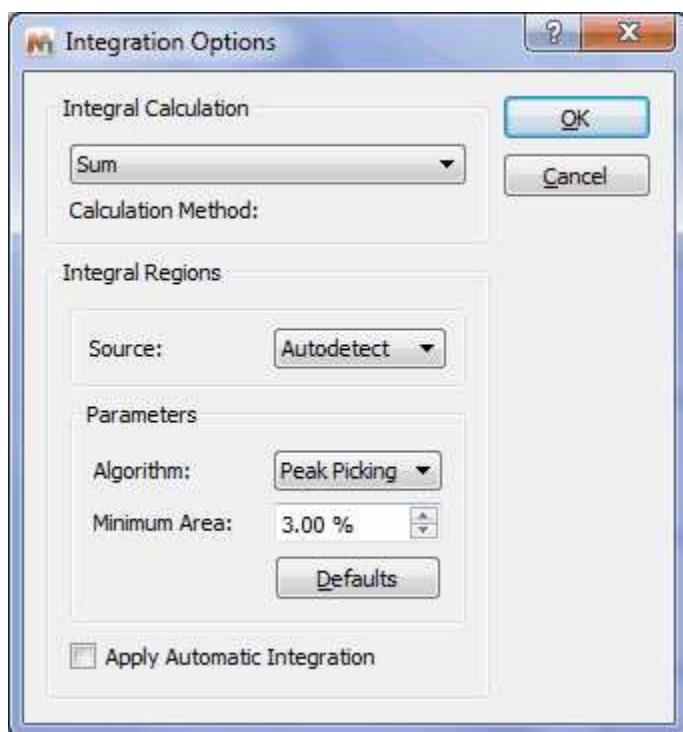 Integration Options
Integral Calculation
OK
Sum
Cancel
Calculation Method:
Integral Regions
Source: Autodetect
Parameters
Algorithm: Peak Picking
Minimum Area: 3.00 %
Defaults
Apply Automatic Integration